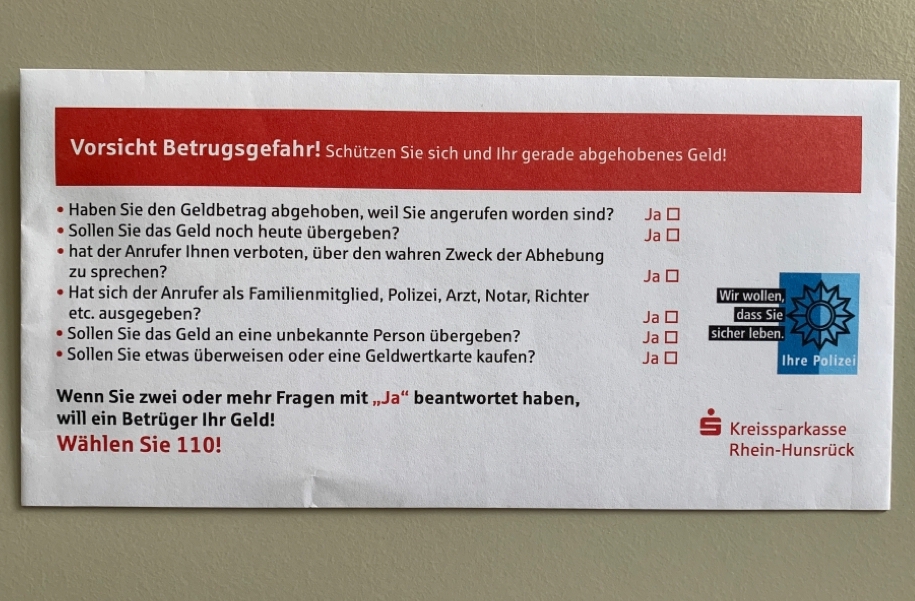 Vorsicht Betrugsgefahr! Schützen Sie sich und Ihr gerade abgehobenes Geld!
• Haben Sie den Geldbetrag abgehoben, weil Sie angerufen worden sind? Ja ☐
• Sollen Sie das Geld noch heute übergeben? Ja ☐
• hat der Anrufer Ihnen verboten, über den wahren Zweck der Abhebung
zu sprechen? Ja ☐
• Hat sich der Anrufer als Familienmitglied, Polizei, Arzt, Notar, Richter
etc. ausgegeben? Ja ☐
• Sollen Sie das Geld an eine unbekannte Person übergeben? Ja ☐
• Sollen Sie etwas überweisen oder eine Geldwertkarte kaufen? Ja ☐
Wir wollen,
dass Sie
sicher leben.
Ihre Polizei
Wenn Sie zwei oder mehr Fragen mit „Ja“ beantwortet haben,
will ein Betrüger Ihr Geld!
Wählen Sie 110!
Kreissparkasse
Rhein-Hunsrück